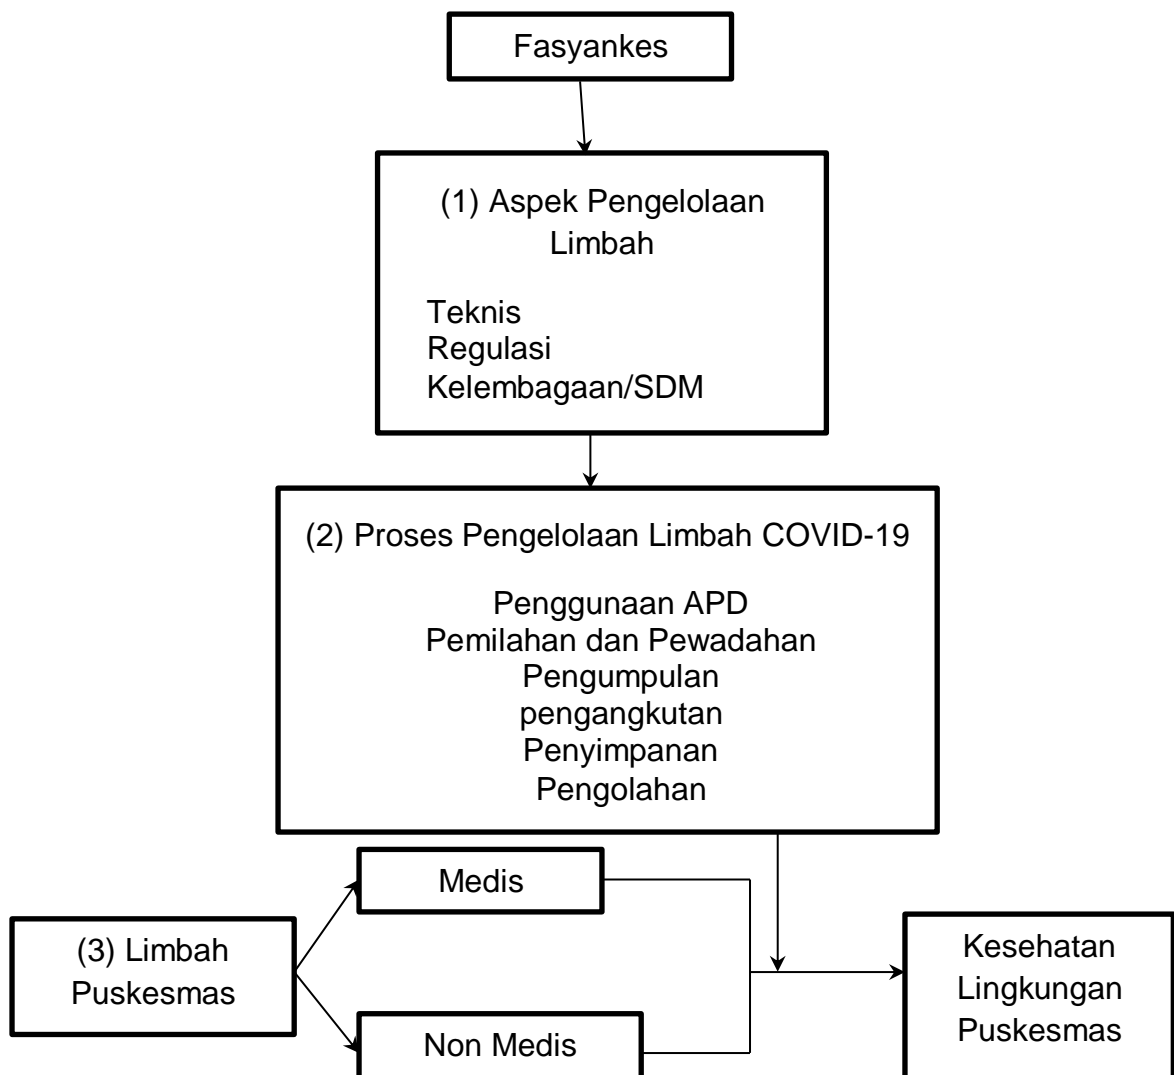 Fasyankes
(1) Aspek Pengelolaan
Limbah
Teknis
Regulasi
Kelembagaan/SDM
(2) Proses Pengelolaan Limbah COVID-19
Penggunaan APD
Pemilahan dan Pewadahan
Pengumpulan
pengangkutan
Penyimpanan
Pengolahan
Medis
(3) Limbah
Puskesmas
Non Medis
Kesehatan
Lingkungan
Puskesmas